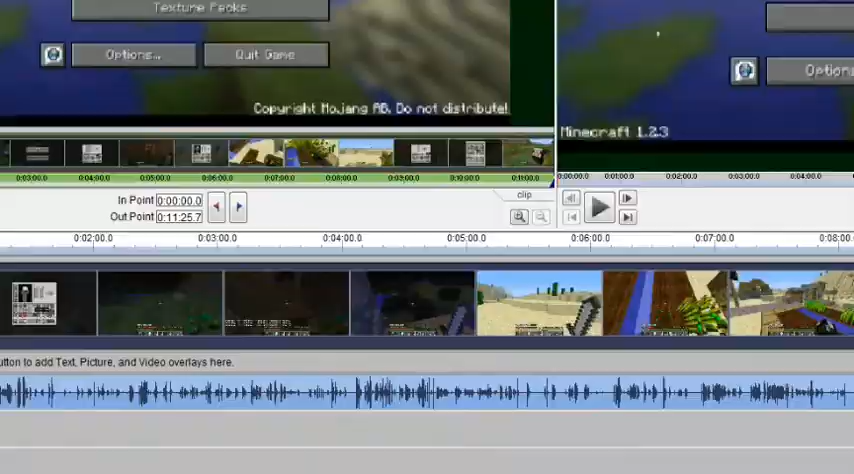 Texture Packs
Options... Quit Game
Option
Copyright Mojang AB. Do not distribute!
Minecraft 1.2.3
0:03:00.0 0:04:00.0 0:05:00.0 0:06:00.0 0:07:00.0 0:08:00.0 0:09:00.0 0:10:00.0 0:11:00.0
0:00:00.0 0:01:00.0 0:02:00.0 0:03:00.0 0:04:00.0
In Point 0:00:00.0
clip
Out Point 0:11:25.7
0:02:00.0 0:03:00.0 0:04:00.0 0:05:00.0 0:06:00.0 0:07:00.0 0:08:00
utton to add Text, Picture, and Video overlays here.